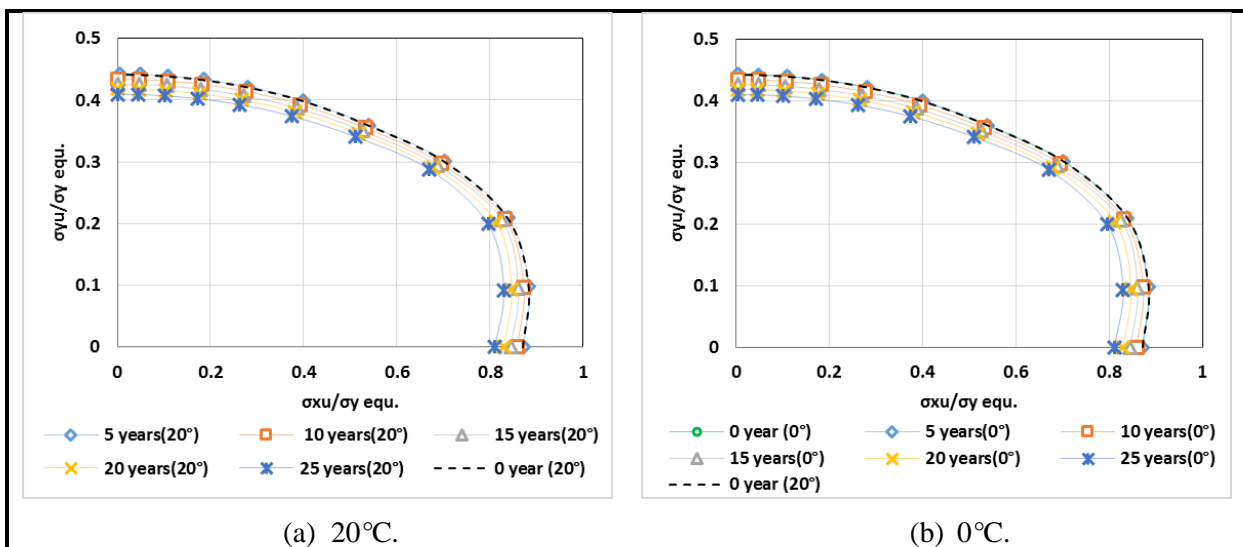 0.5
0.4
0.3
0.2
0.1
0
σyu/σy equ.
0 0.2 0.4 0.6 0.8 1
σxu/σy equ.
5 years(20°) 10 years(20°) 15 years(20°)
20 years(20°) 25 years(20°) 0 year (20°)
(a) 20°C.
0.5
0.4
0.3
0.2
0.1
0
σyu/σy equ.
0 0.2 0.4 0.6 0.8 1
σxu/σy equ.
0 year (0°) 5 years(0°) 10 years(0°)
15 years(0°) 20 years(0°) 25 years(0°)
0 year (20°)
(b) 0°C.